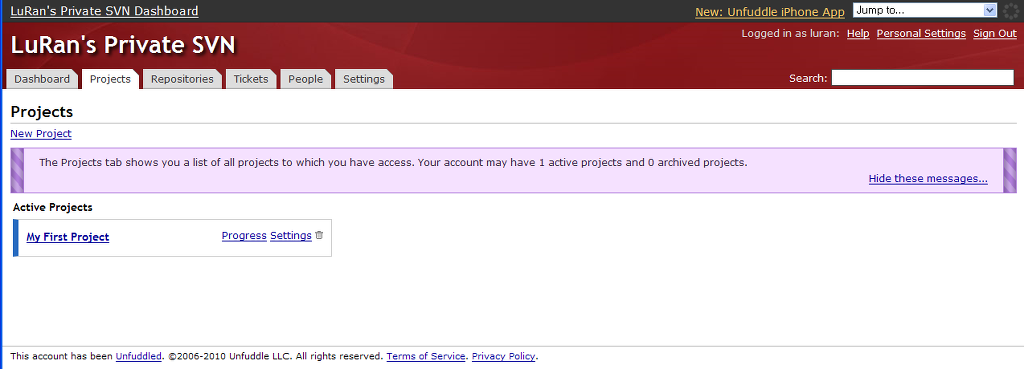 LuRan's Private SVN Dashboard New: Unfuddle iPhone App Jump to...
LuRan's Private SVN Logged in as luran: Help Personal Settings Sign Out
Dashboard Projects Repositories Tickets People Settings Search:
Projects
New Project
The Projects tab shows you a list of all projects to which you have access. Your account may have 1 active projects and 0 archived projects.
Hide these messages...
Active Projects
My First Project Progress Settings
This account has been Unfuddled. ©2006-2010 Unfuddle LLC. All rights reserved. Terms of Service. Privacy Policy.